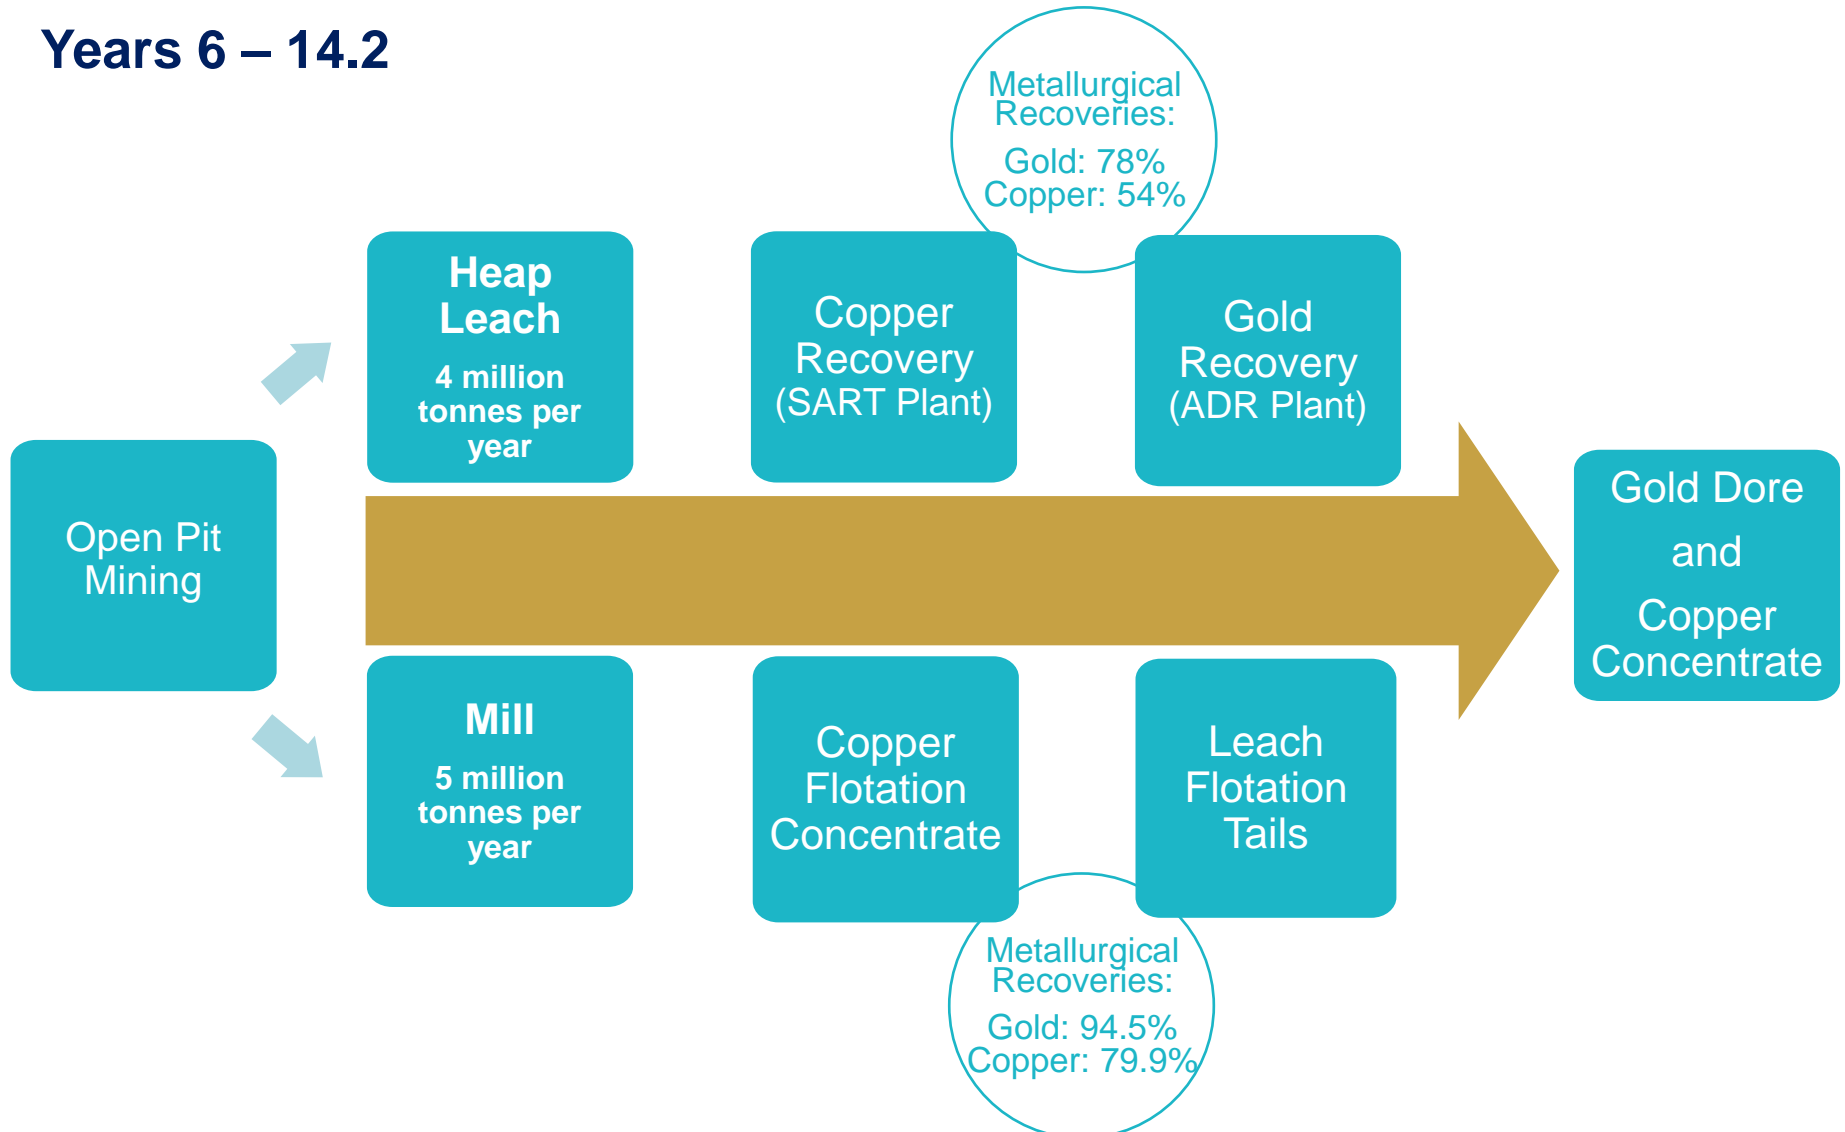 Years 6 – 14.2
Metallurgical
Recoveries:
Gold: 78%
Copper: 54%
Heap
Leach
4 million
tonnes per
year
Copper
Recovery
(SART Plant)
Gold
Recovery
(ADR Plant)
Open Pit
Mining
Gold Dore
and
Copper
Concentrate
Mill
5 million
tonnes per
year
Copper
Flotation
Concentrate
Leach
Flotation
Tails
Metallurgical
Recoveries:
Gold: 94.5%
Copper: 79.9%